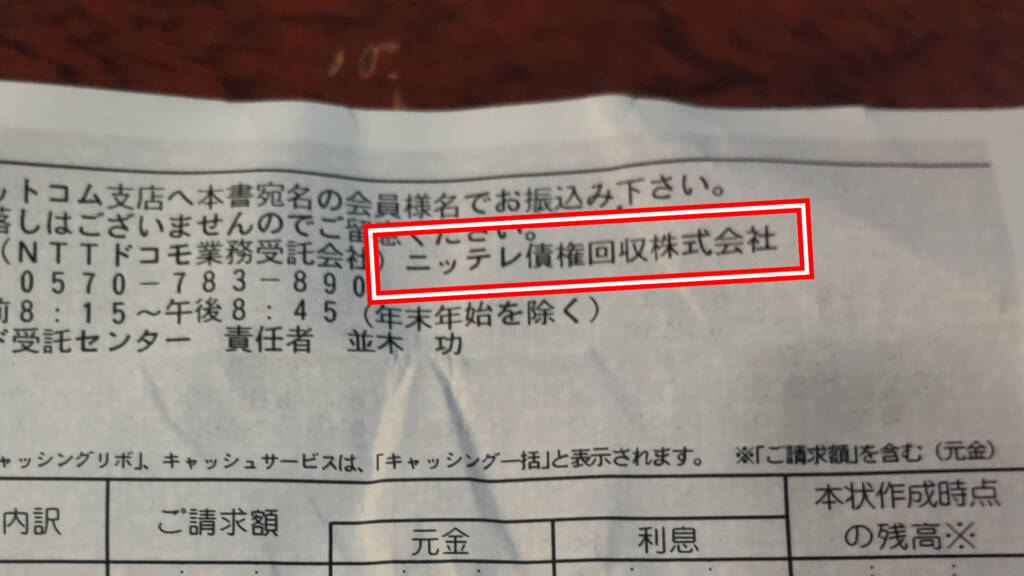 ットコム支店へ本書宛名の会員様名でお振込み下さい。
落しはございませんのでご留意ください。
(NTTドコモ業務受託会社)ニッテレ債権回収株式会社
0570-783-890
前8:15～午後8:45(年末年始を除く)
ド受託センター 責任者 並木 功
ャッシングリボ」、キャッシュサービスは、「キャッシング一括」と表示されます。 ※「ご請求額」を含む(元金)
内訳 ご請求額 元金 利息 本状作成時点
の残高※